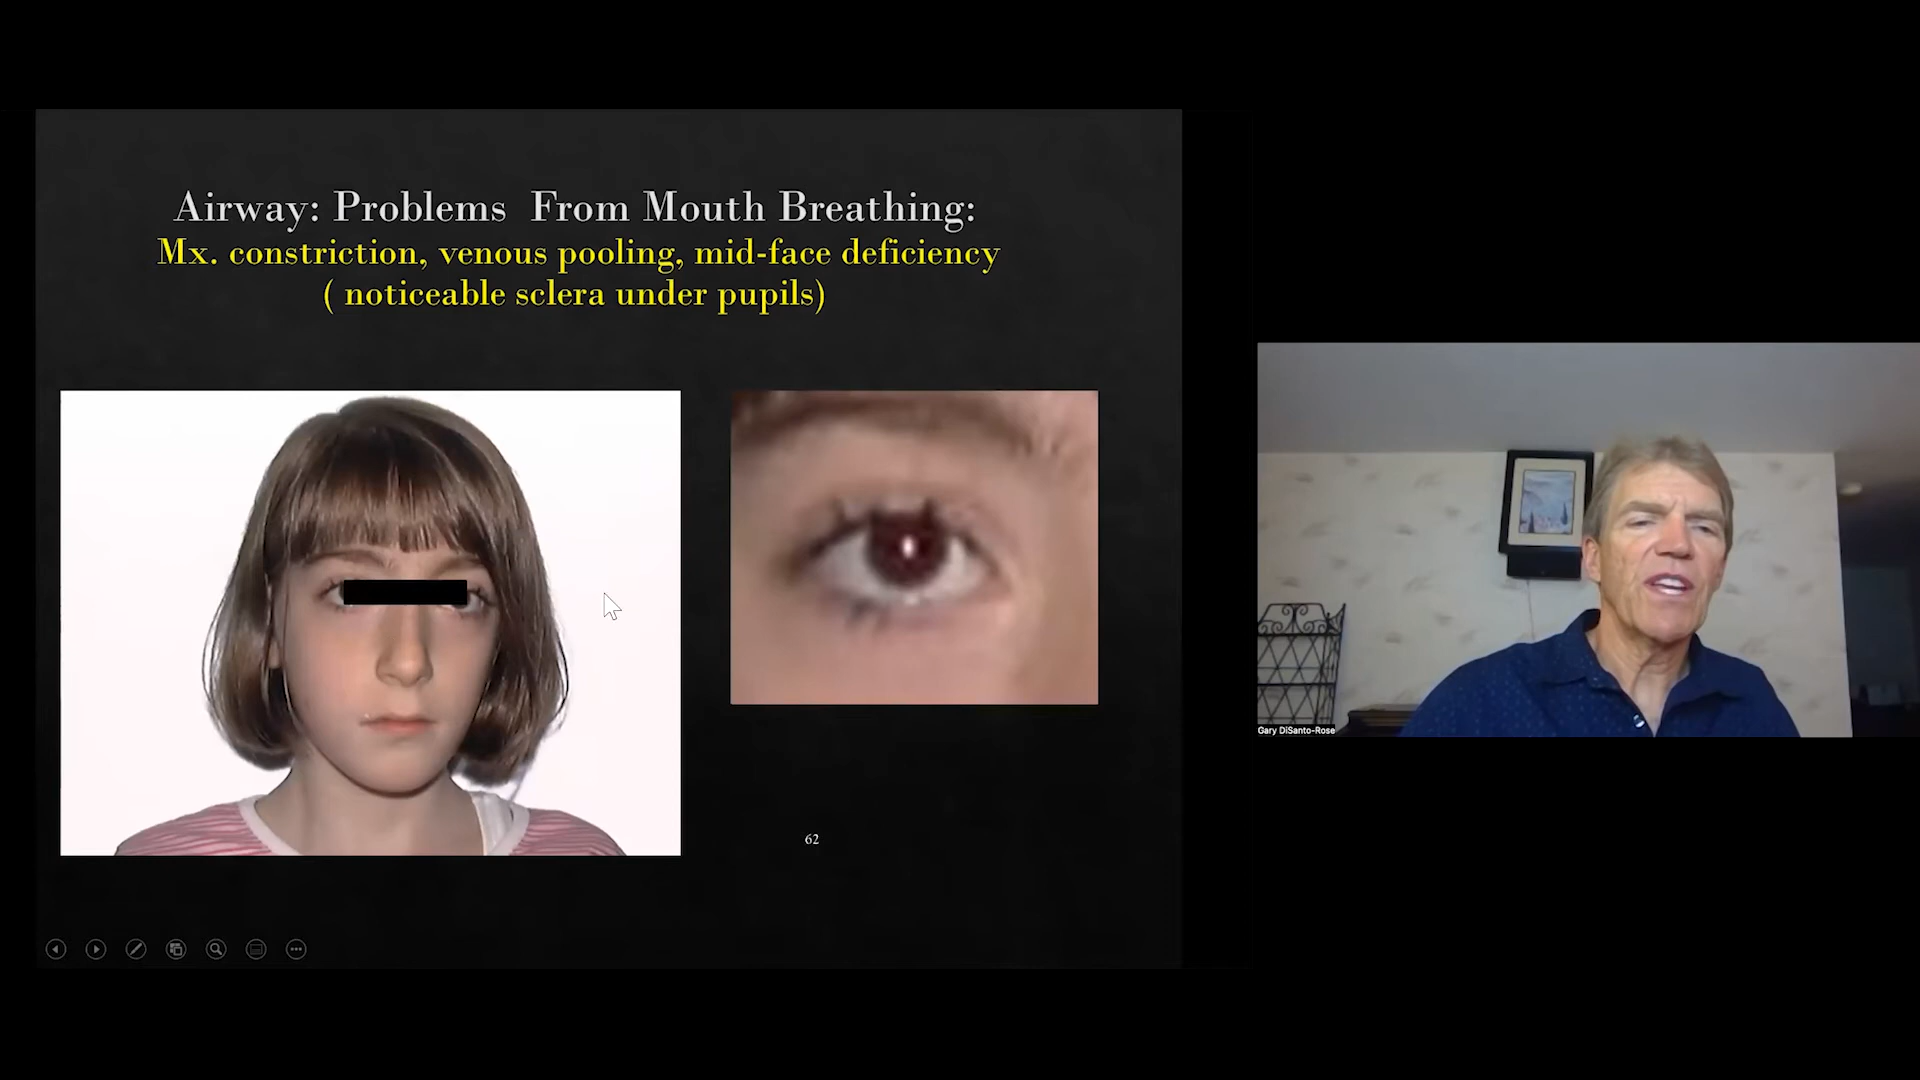 Airway: Problems From Mouth Breathing:
Mx. constriction, venous pooling, mid-face deficiency
( noticeable sclera under pupils)
62
Gary DiSanto-Rose